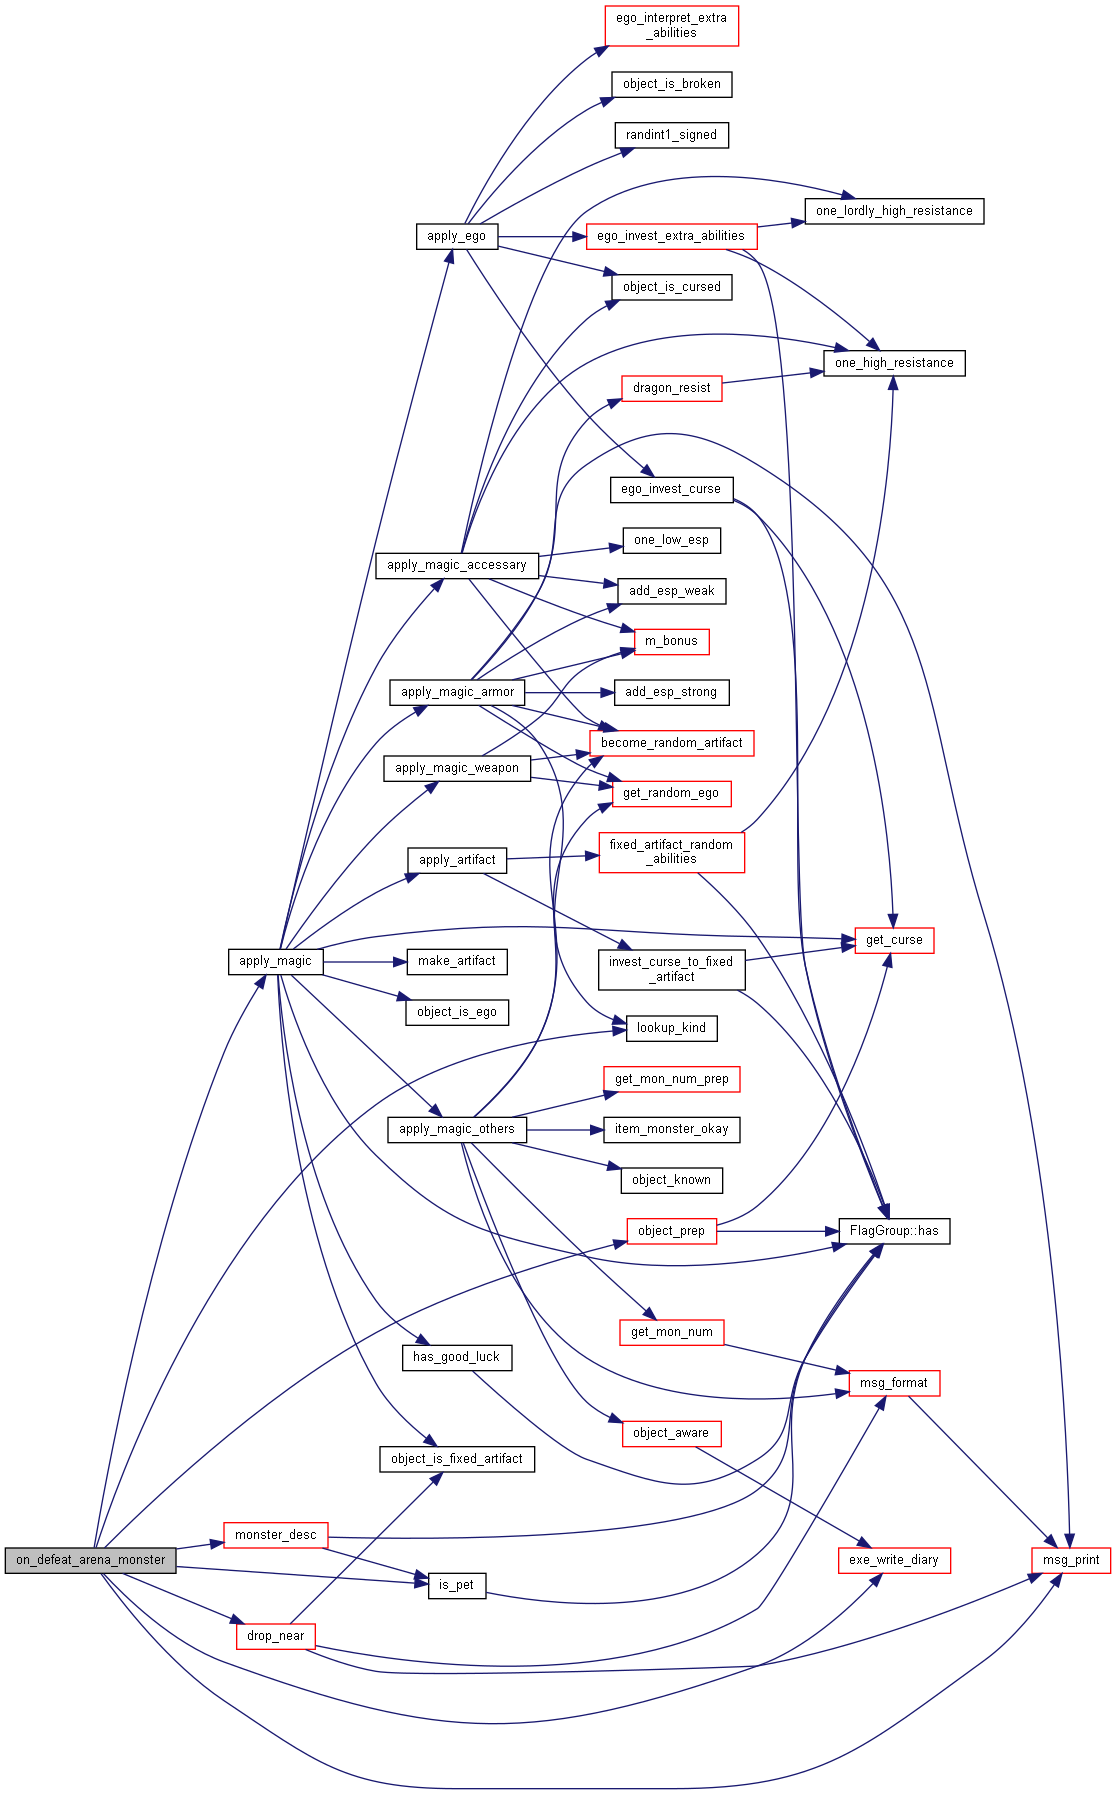 ego_interpret_extra
_abilities
object_is_broken
randint1_signed
one_lordly_high_resistance
apply_ego
ego_invest_extra_abilities
object_is_cursed
one_high_resistance
dragon_resist
ego_invest_curse
one_low_esp
apply_magic_accessary
add_esp_weak
m_bonus
apply_magic_armor
add_esp_strong
become_random_artifact
apply_magic_weapon
get_random_ego
fixed_artifact_random
_abilities
apply_artifact
get_curse
apply_magic
make_artifact
invest_curse_to_fixed
_artifact
object_is_ego
lookup_kind
get_mon_num_prep
apply_magic_others
item_monster_okay
object_known
object_prep
FlagGroup::has
get_mon_num
has_good_luck
msg_format
object_aware
object_is_fixed_artifact
monster_desc
on_defeat_arena_monster
exe_write_diary
msg_print
is_pet
drop_near